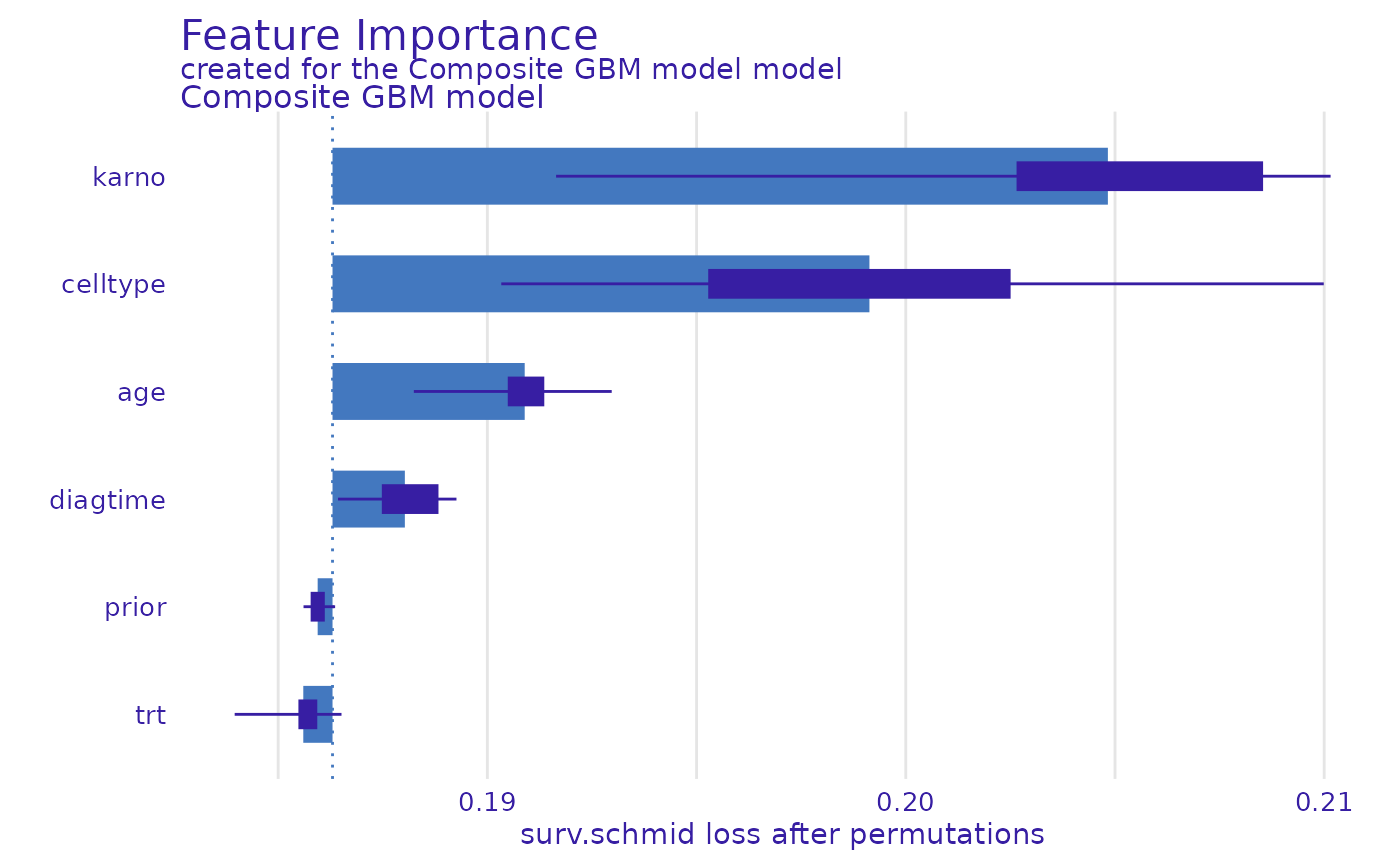 Feature Importance
created for the Composite GBM model model
Composite GBM model
karno
celltype
age
diagtime
prior
trt
0.19 0.20 0.21
surv.schmid loss after permutations